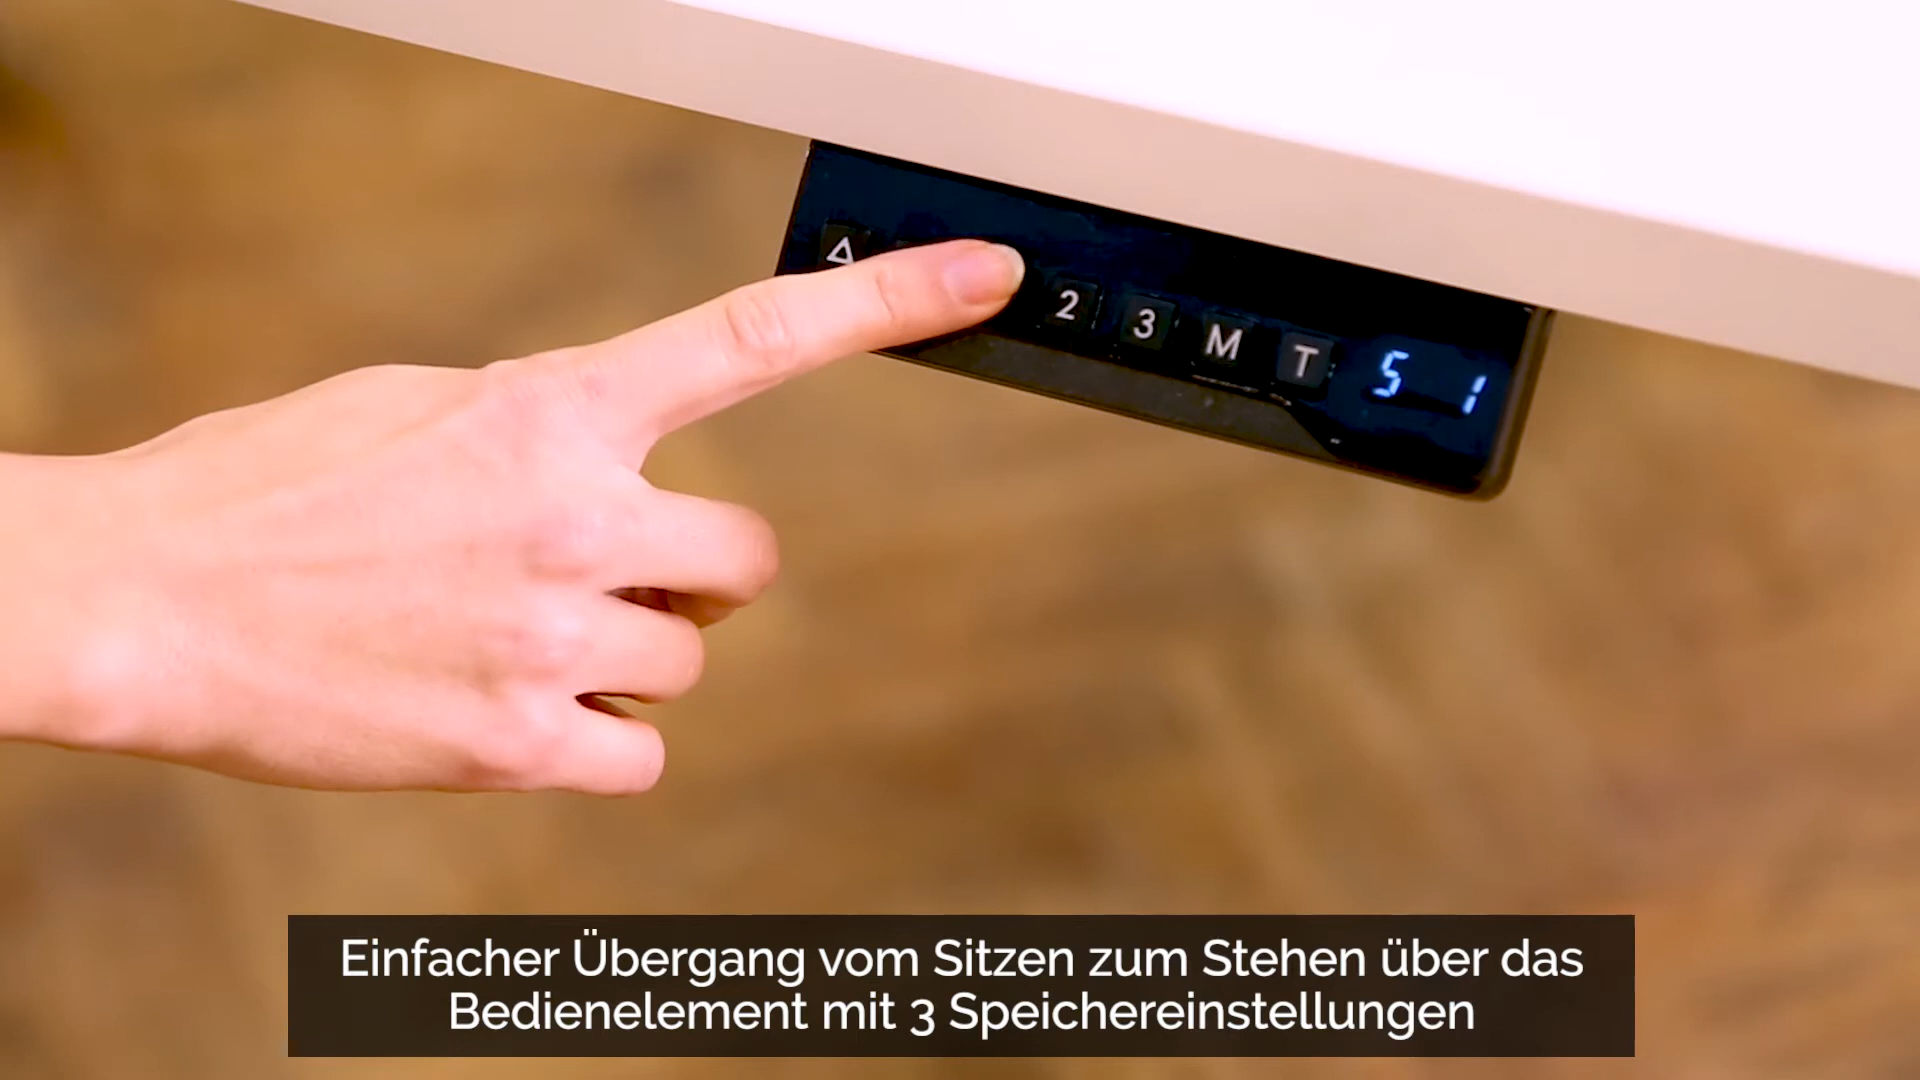 △
2 3 M T 5 1
Einfacher Übergang vom Sitzen zum Stehen über das
Bedienelement mit 3 Speichereinstellungen